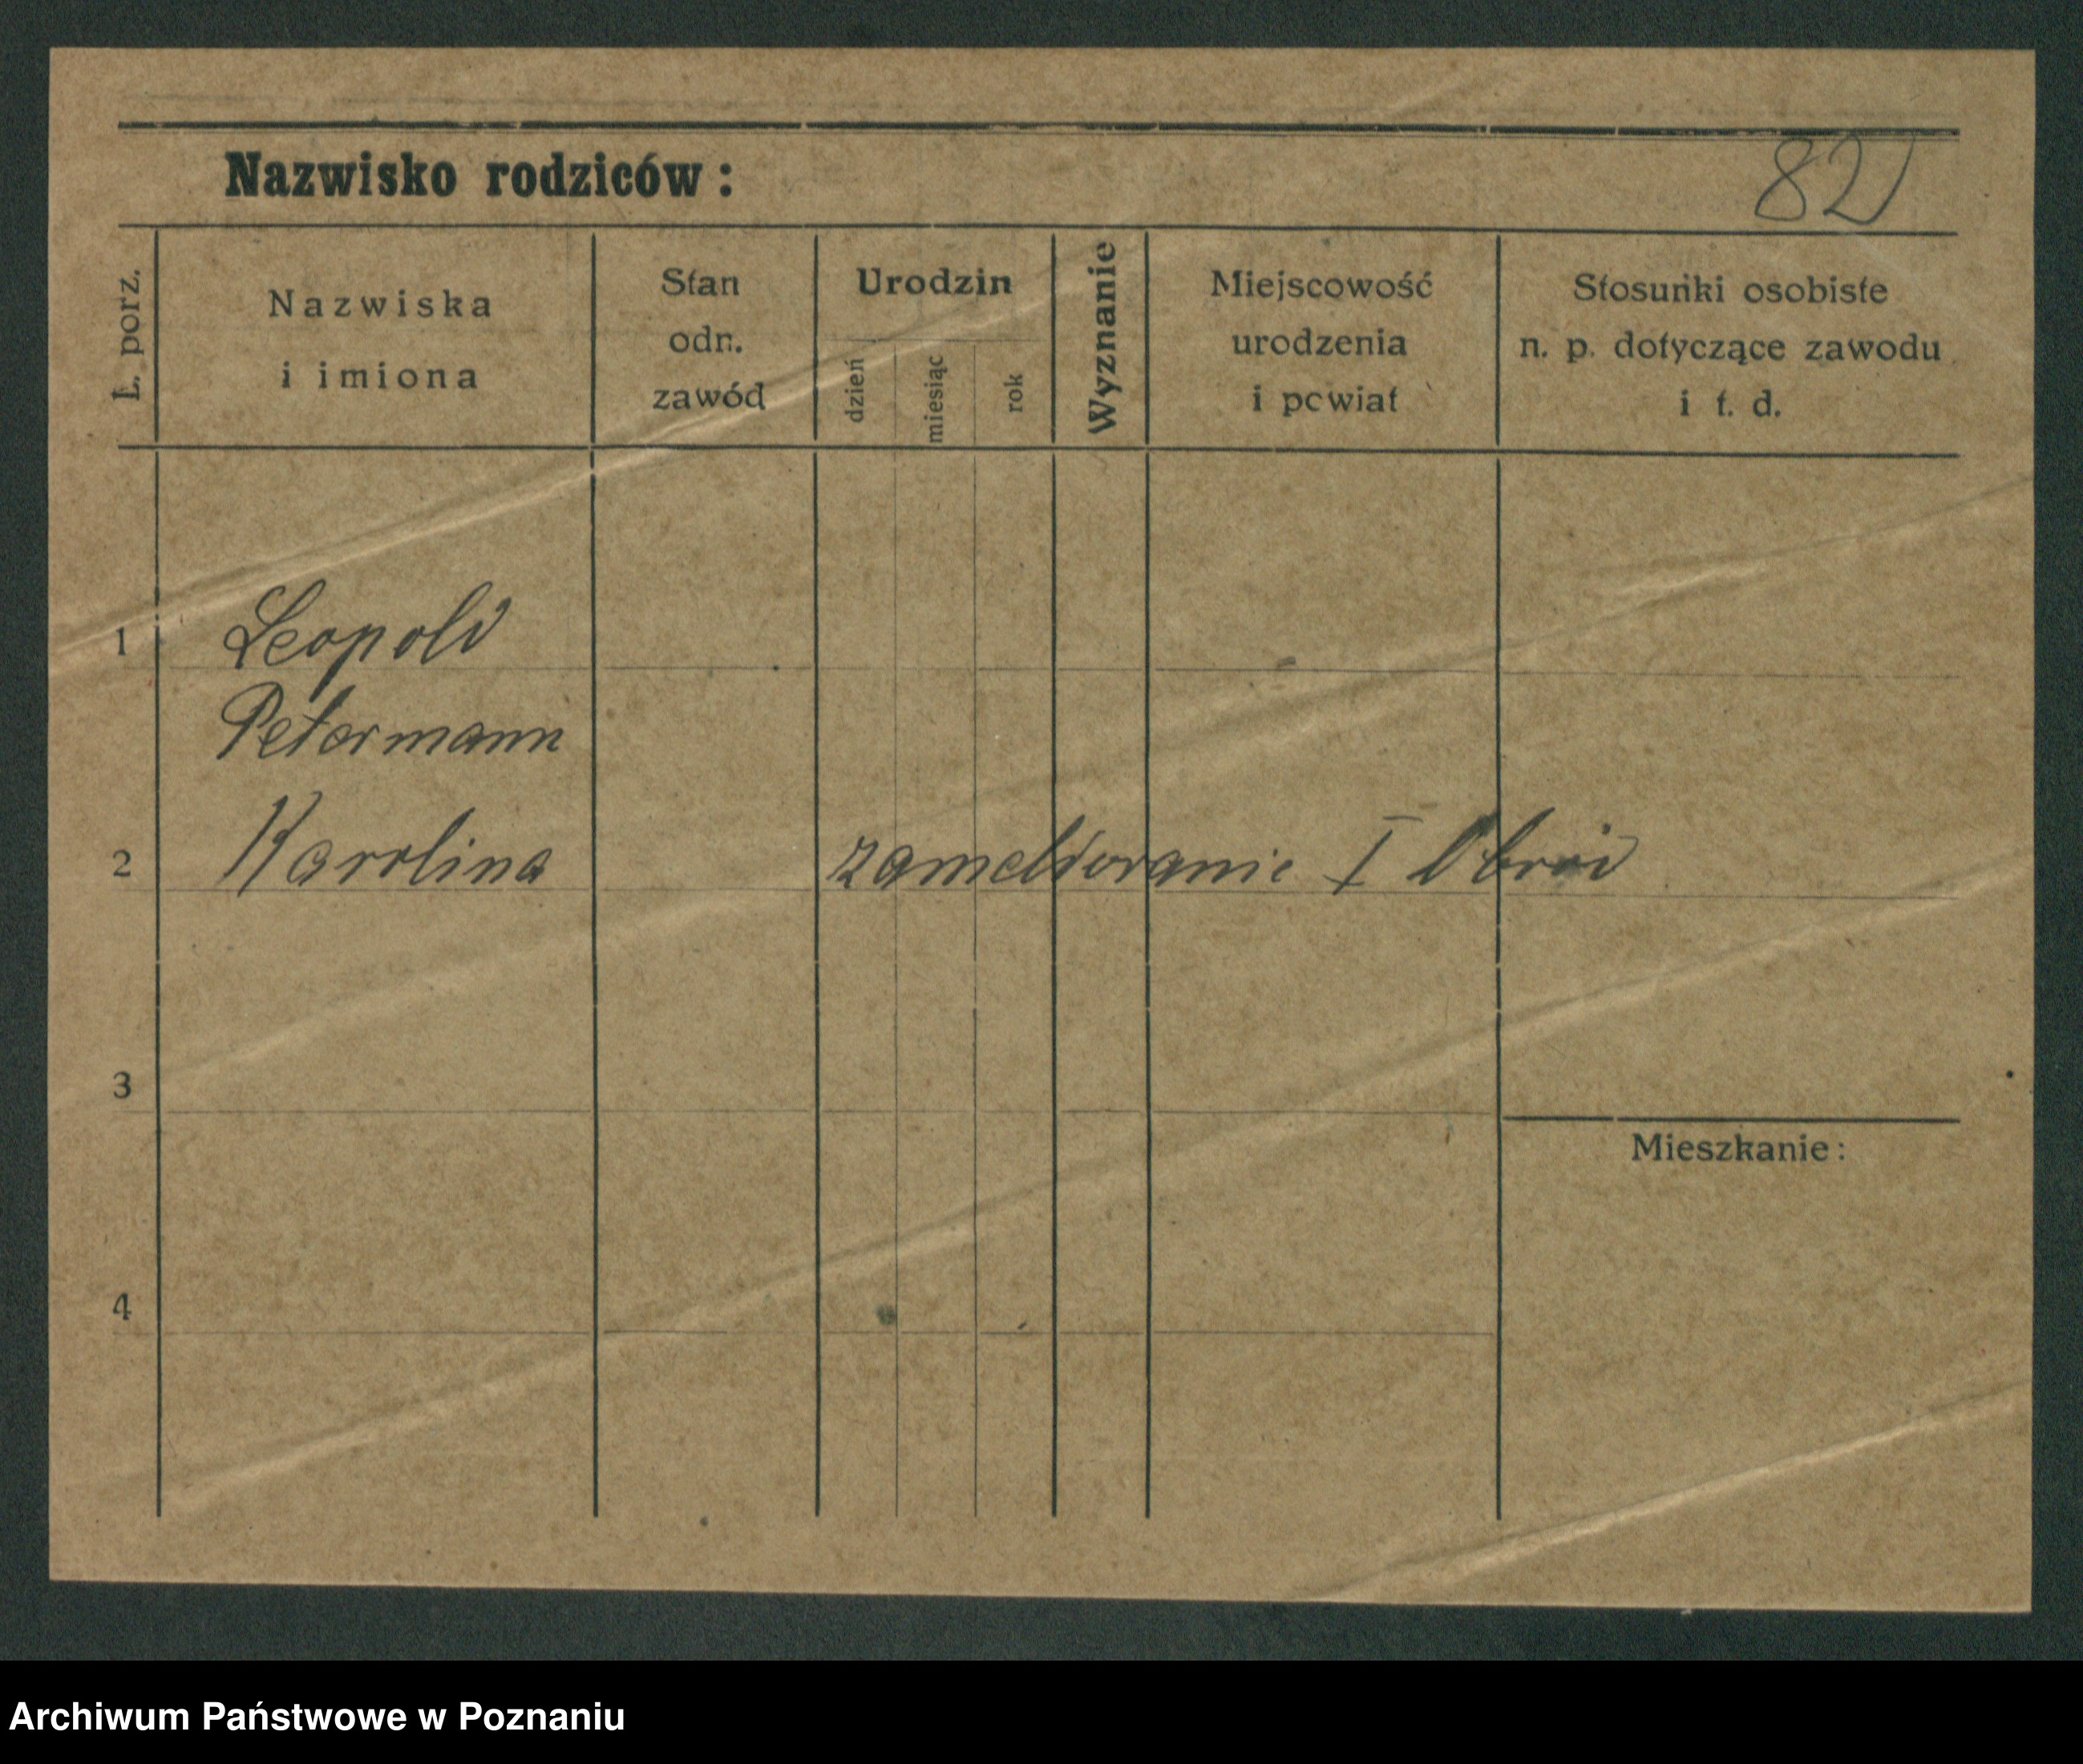 Nazwisko rodziców:
82
L. porz.
Nazwiska
i imiona
Stan
odn.
zawód
Urodzin
dzień
miesiąc
rok
Wyznanie
Miejscowość
urodzenia
i powiat
Stosunki osobiste
n. p. dotyczące zawodu
i t. d.
1 Leopold
Petermann
2 Karolina zameldowanie I
3
Mieszkanie:
4
Archiwum Państwowe w Poznaniu